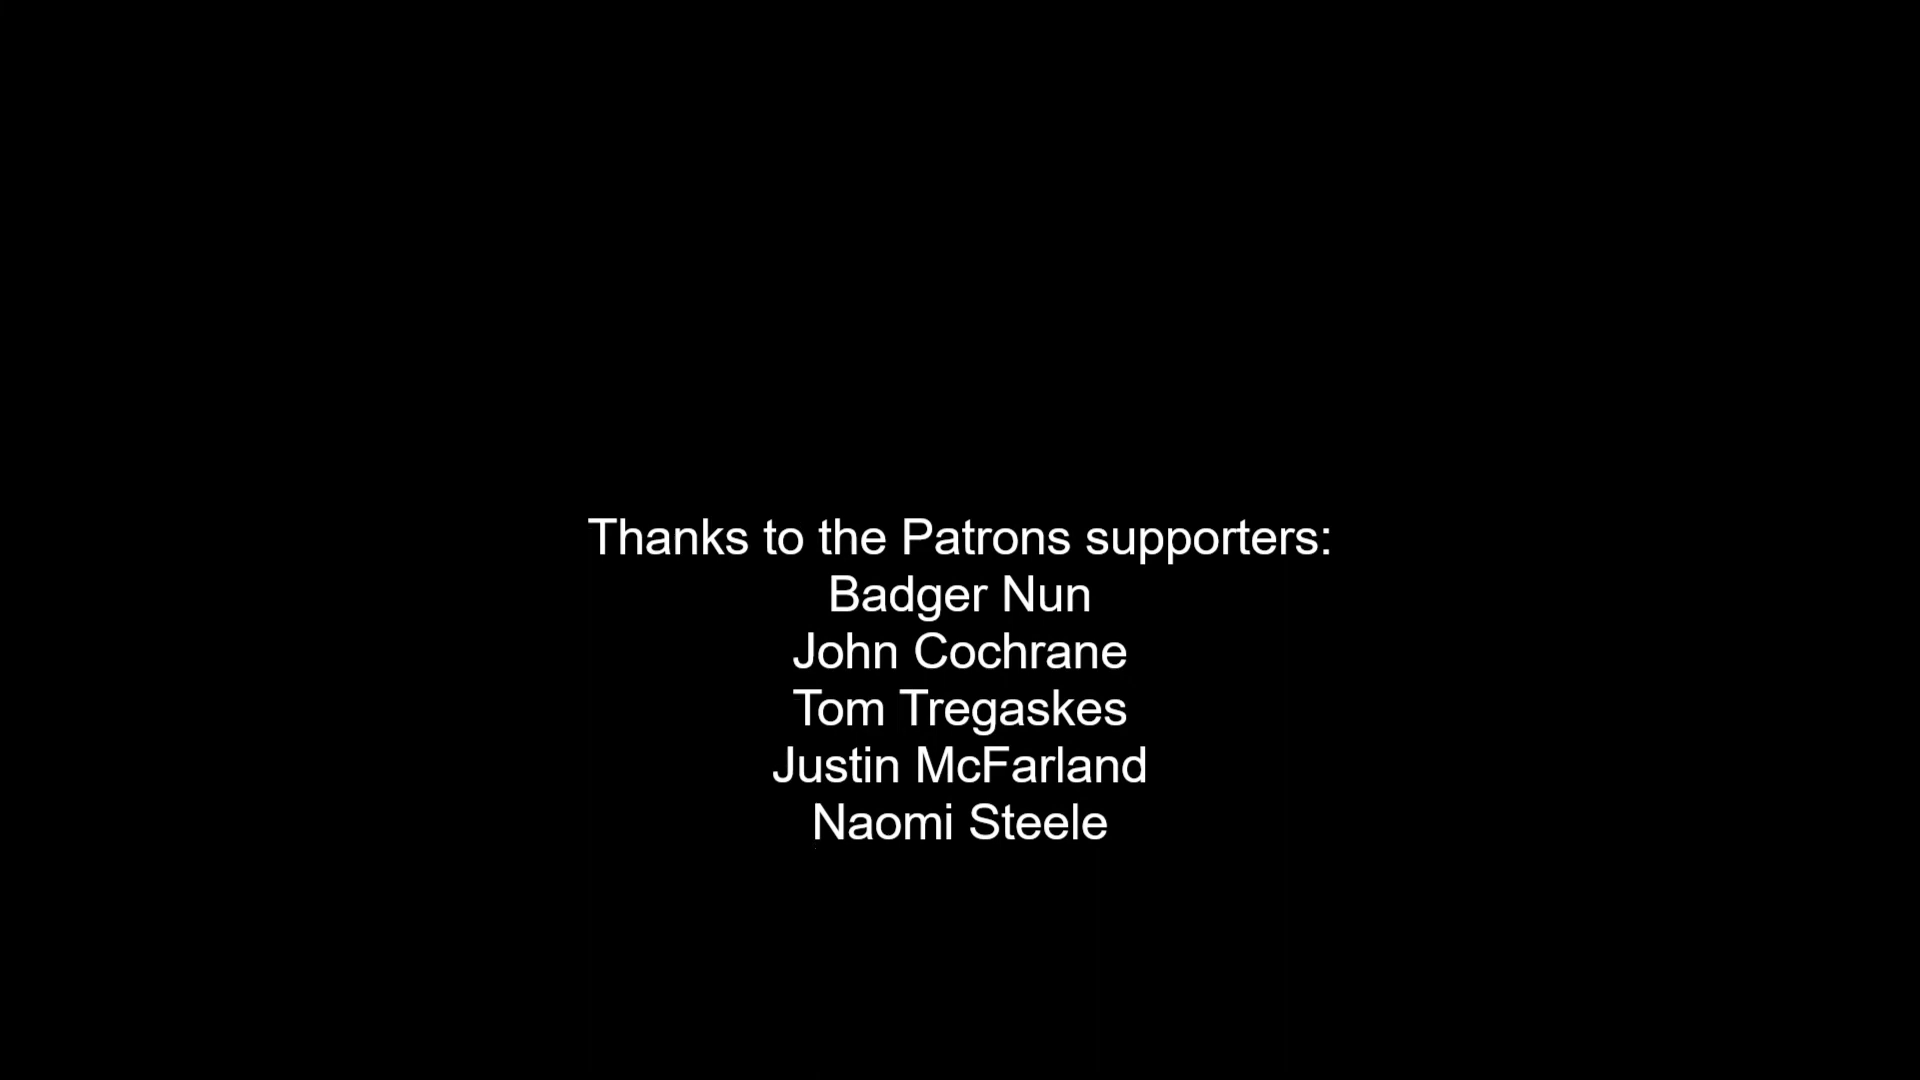 Thanks to the Patrons supporters:
Badger Nun
John Cochrane
Tom Tregaskes
Justin McFarland
Naomi Steele